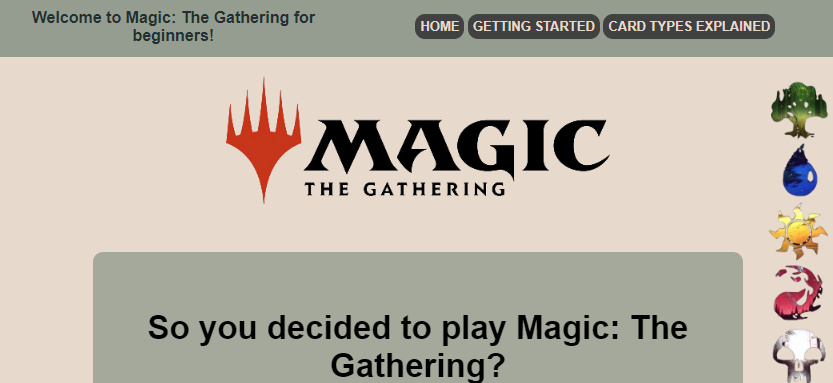 Welcome to Magic: The Gathering for
beginners!
HOME GETTING STARTED CARD TYPES EXPLAINED
MAGIC
THE GATHERING
So you decided to play Magic: The
Gathering?